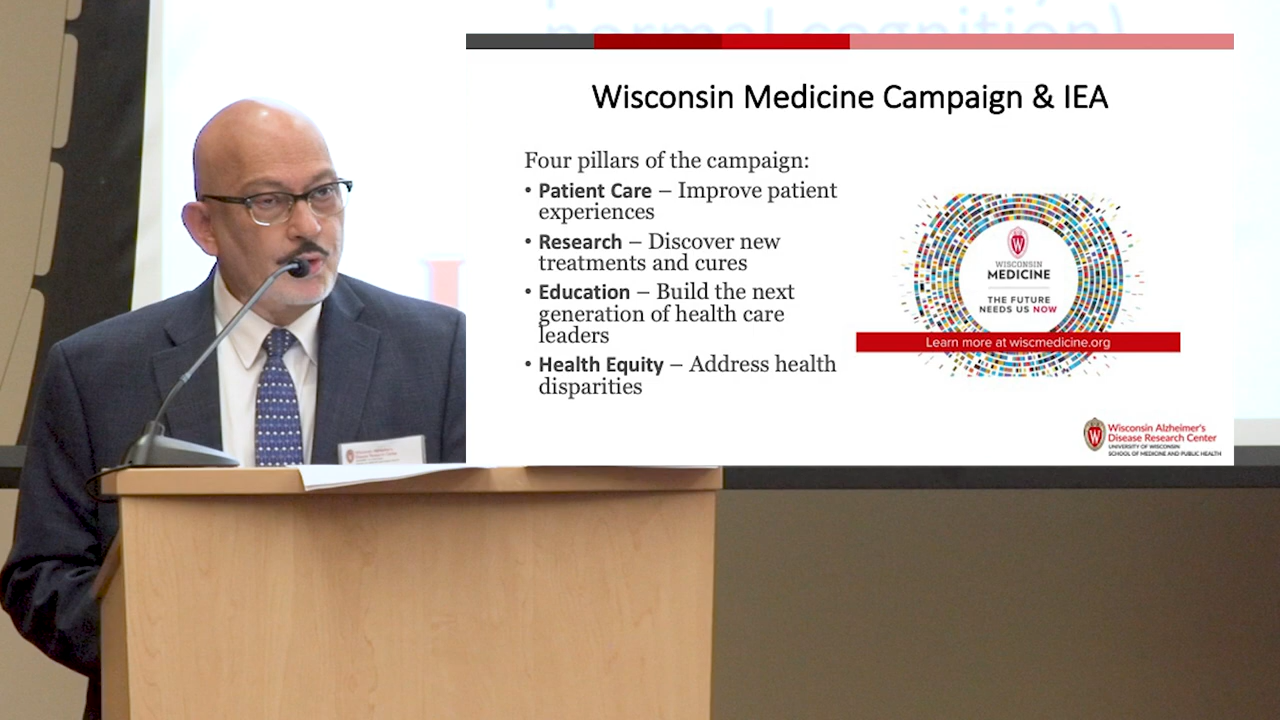 normal cognition)
Wisconsin Medicine Campaign & IEA
Four pillars of the campaign:
• Patient Care – Improve patient
experiences
• Research – Discover new
treatments and cures
• Education – Build the next
generation of health care
leaders
• Health Equity – Address health
disparities
W
WISCONSIN
MEDICINE
THE FUTURE
NEEDS US NOW
Learn more at wiscmedicine.org
W
Wisconsin Alzheimer's
Disease Research Center
UNIVERSITY OF WISCONSIN
SCHOOL OF MEDICINE AND PUBLIC HEALTH